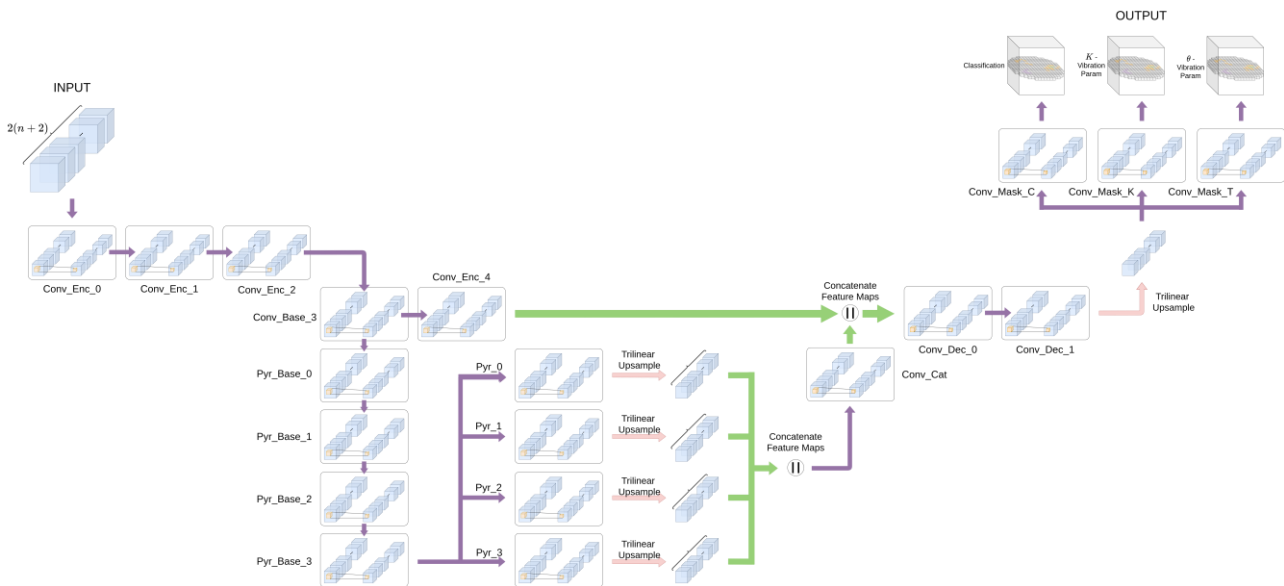 OUTPUT
Classification
K -
Vibration
Param
θ -
Vibration
Param
INPUT
2(n + 2)
Conv_Mask_C
Conv_Mask_K
Conv_Mask_T
Conv_Enc_0
Conv_Enc_1
Conv_Enc_2
Conv_Enc_4
Conv_Base_3
Concatenate
Feature Maps
||
Trilinear
Upsample
Conv_Dec_0
Conv_Dec_1
Pyr_Base_0
Pyr_0
Trilinear
Upsample
Conv_Cat
Pyr_Base_1
Pyr_1
Trilinear
Upsample
Concatenate
Feature Maps
||
Pyr_Base_2
Pyr_2
Trilinear
Upsample
Pyr_Base_3
Pyr_3
Trilinear
Upsample